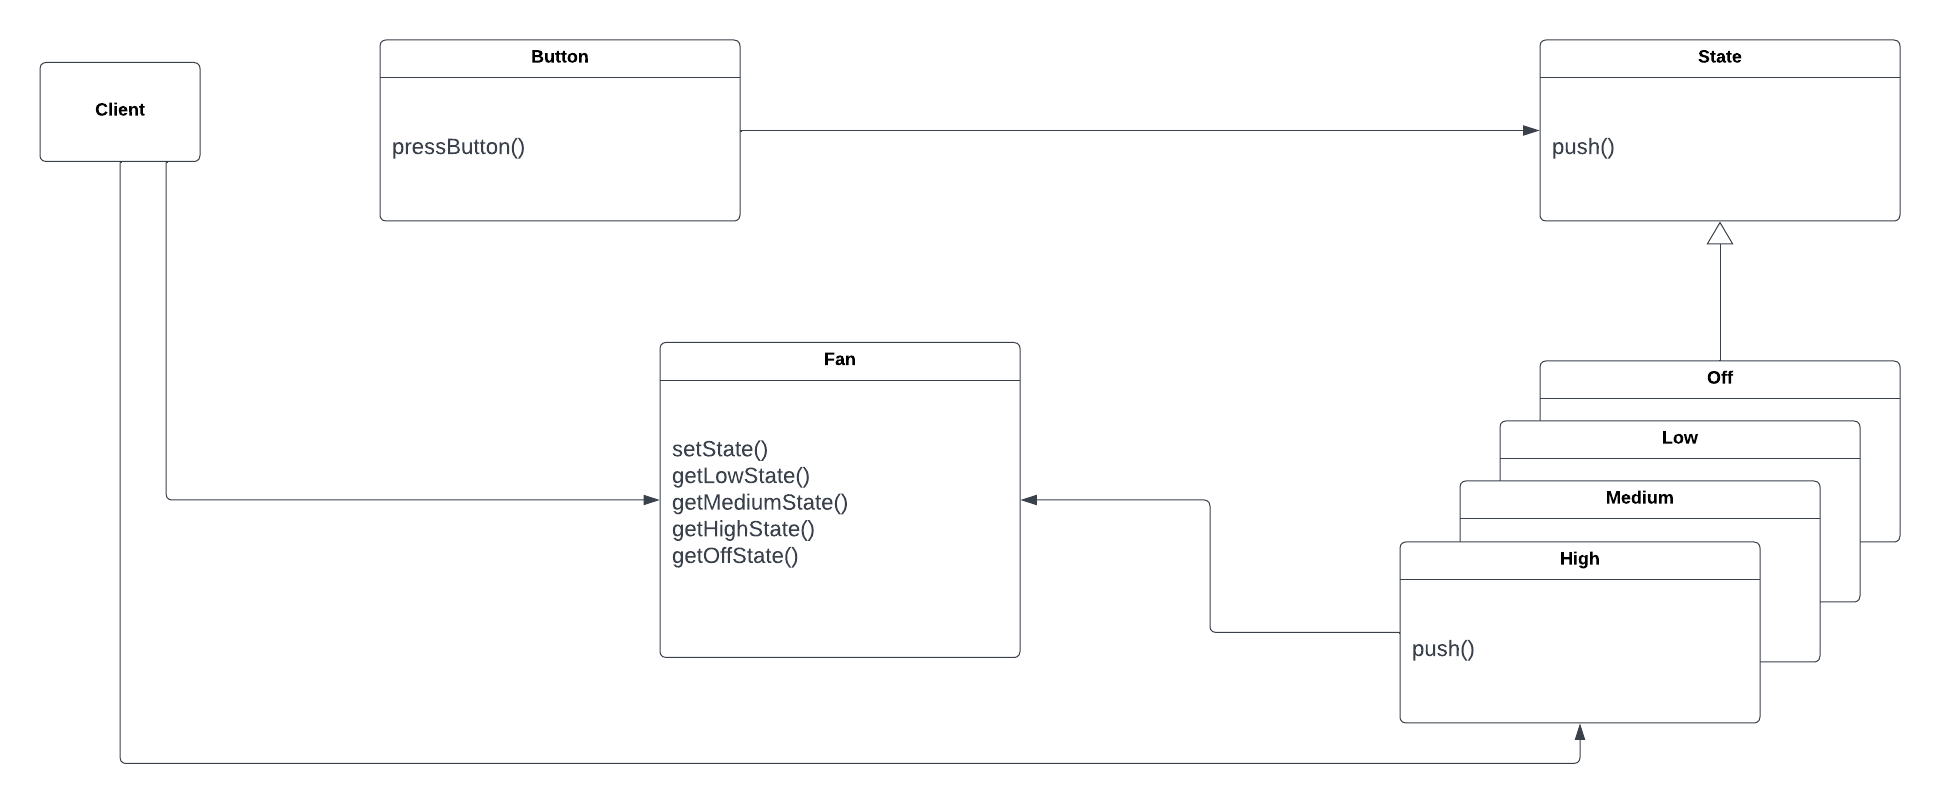 Client
Button
pressButton()
State
push()
Fan
setState()
getLowState()
getMediumState()
getHighState()
getOffState()
Off
Low
Medium
High
push()